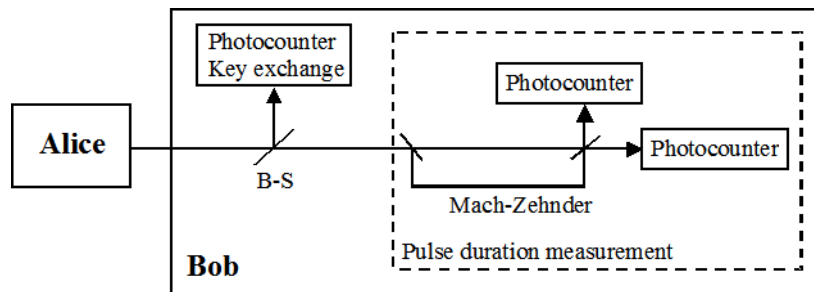 Photocounter
Key exchange
Photocounter
Alice
Photocounter
B-S
Mach-Zehnder
Pulse duration measurement
Bob